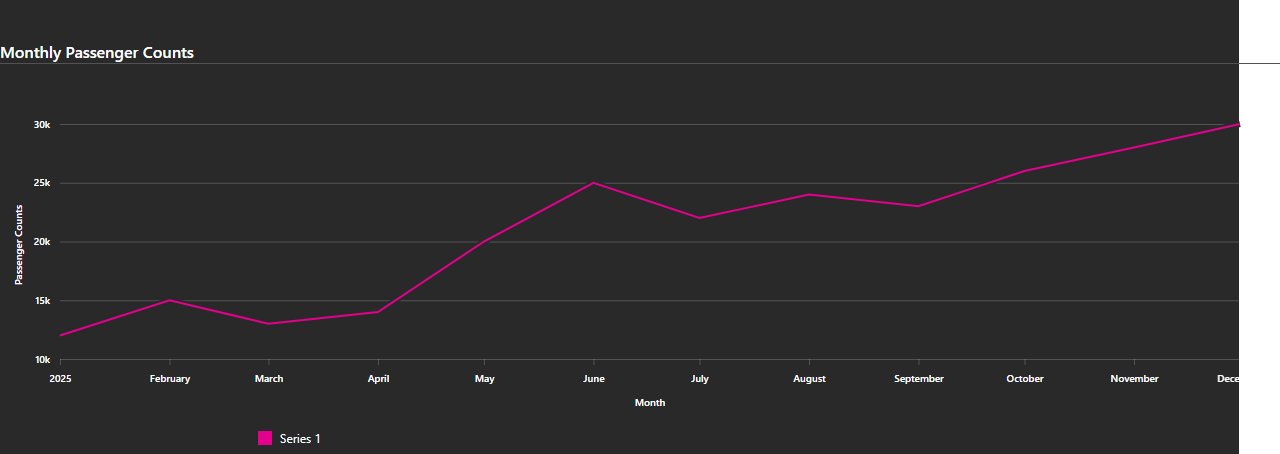 Monthly Passenger Counts
30k
25k
20k
15k
10k
Passenger Counts
2025 February March April May June July August September October November Dece
Month
Series 1